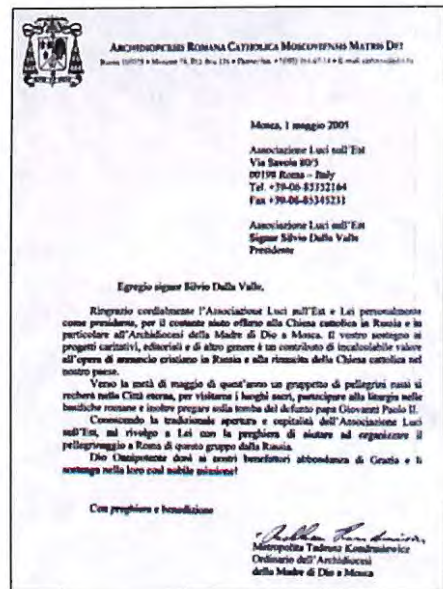 ARCHIDIOECESIS ROMANA CATHOLICA MOSCOVIENSIS MATRIS DEI
Mosca, 1 maggio 2005
Associazione Luci sull'Est
Via Savoia 80/5
00198 Roma – Italy
Tel. +39-06-85352164
Fax +39-06-85345231
Associazione Luci sull'Est
Signor Silvio Dalla Valle
Presidente
Egregio signor Silvio Dalla Valle,
Ringrazio cordialmente l'Associazione Luci sull'Est e Lei personalmente
come presidente, per il costante aiuto offerto alla Chiesa cattolica in Russia e in
particolare all'Archidiocesi della Madre di Dio a Mosca. Il vostro sostegno ai
progetti caritativi, editoriali e di altro genere è un contributo di incalcolabile valore
all'opera di annuncio cristiano in Russia e alla rinascita della Chiesa cattolica nel
nostro paese.
Verso la metà di maggio di quest'anno un gruppetto di pellegrini russi si
recherà nella Città eterna, per visitarne i luoghi sacri, partecipare alla liturgia nelle
basiliche romane e inoltre pregare sulla tomba del defunto papa Giovanni Paolo II.
Conoscendo la tradizionale apertura e ospitalità dell'Associazione Luci
sull'Est, mi rivolgo a Lei con la preghiera di aiutare ad organizzare il
pellegrinaggio a Roma di questo gruppo dalla Russia.
Dio Onnipotente doni ai nostri benefattori abbondanza di Grazia e li
sostenga nella loro così nobile missione!
Con preghiera e benedizione
Metropolita Tadeusz Kondrusiewicz
Ordinario dell'Archidiocesi
della Madre di Dio a Mosca